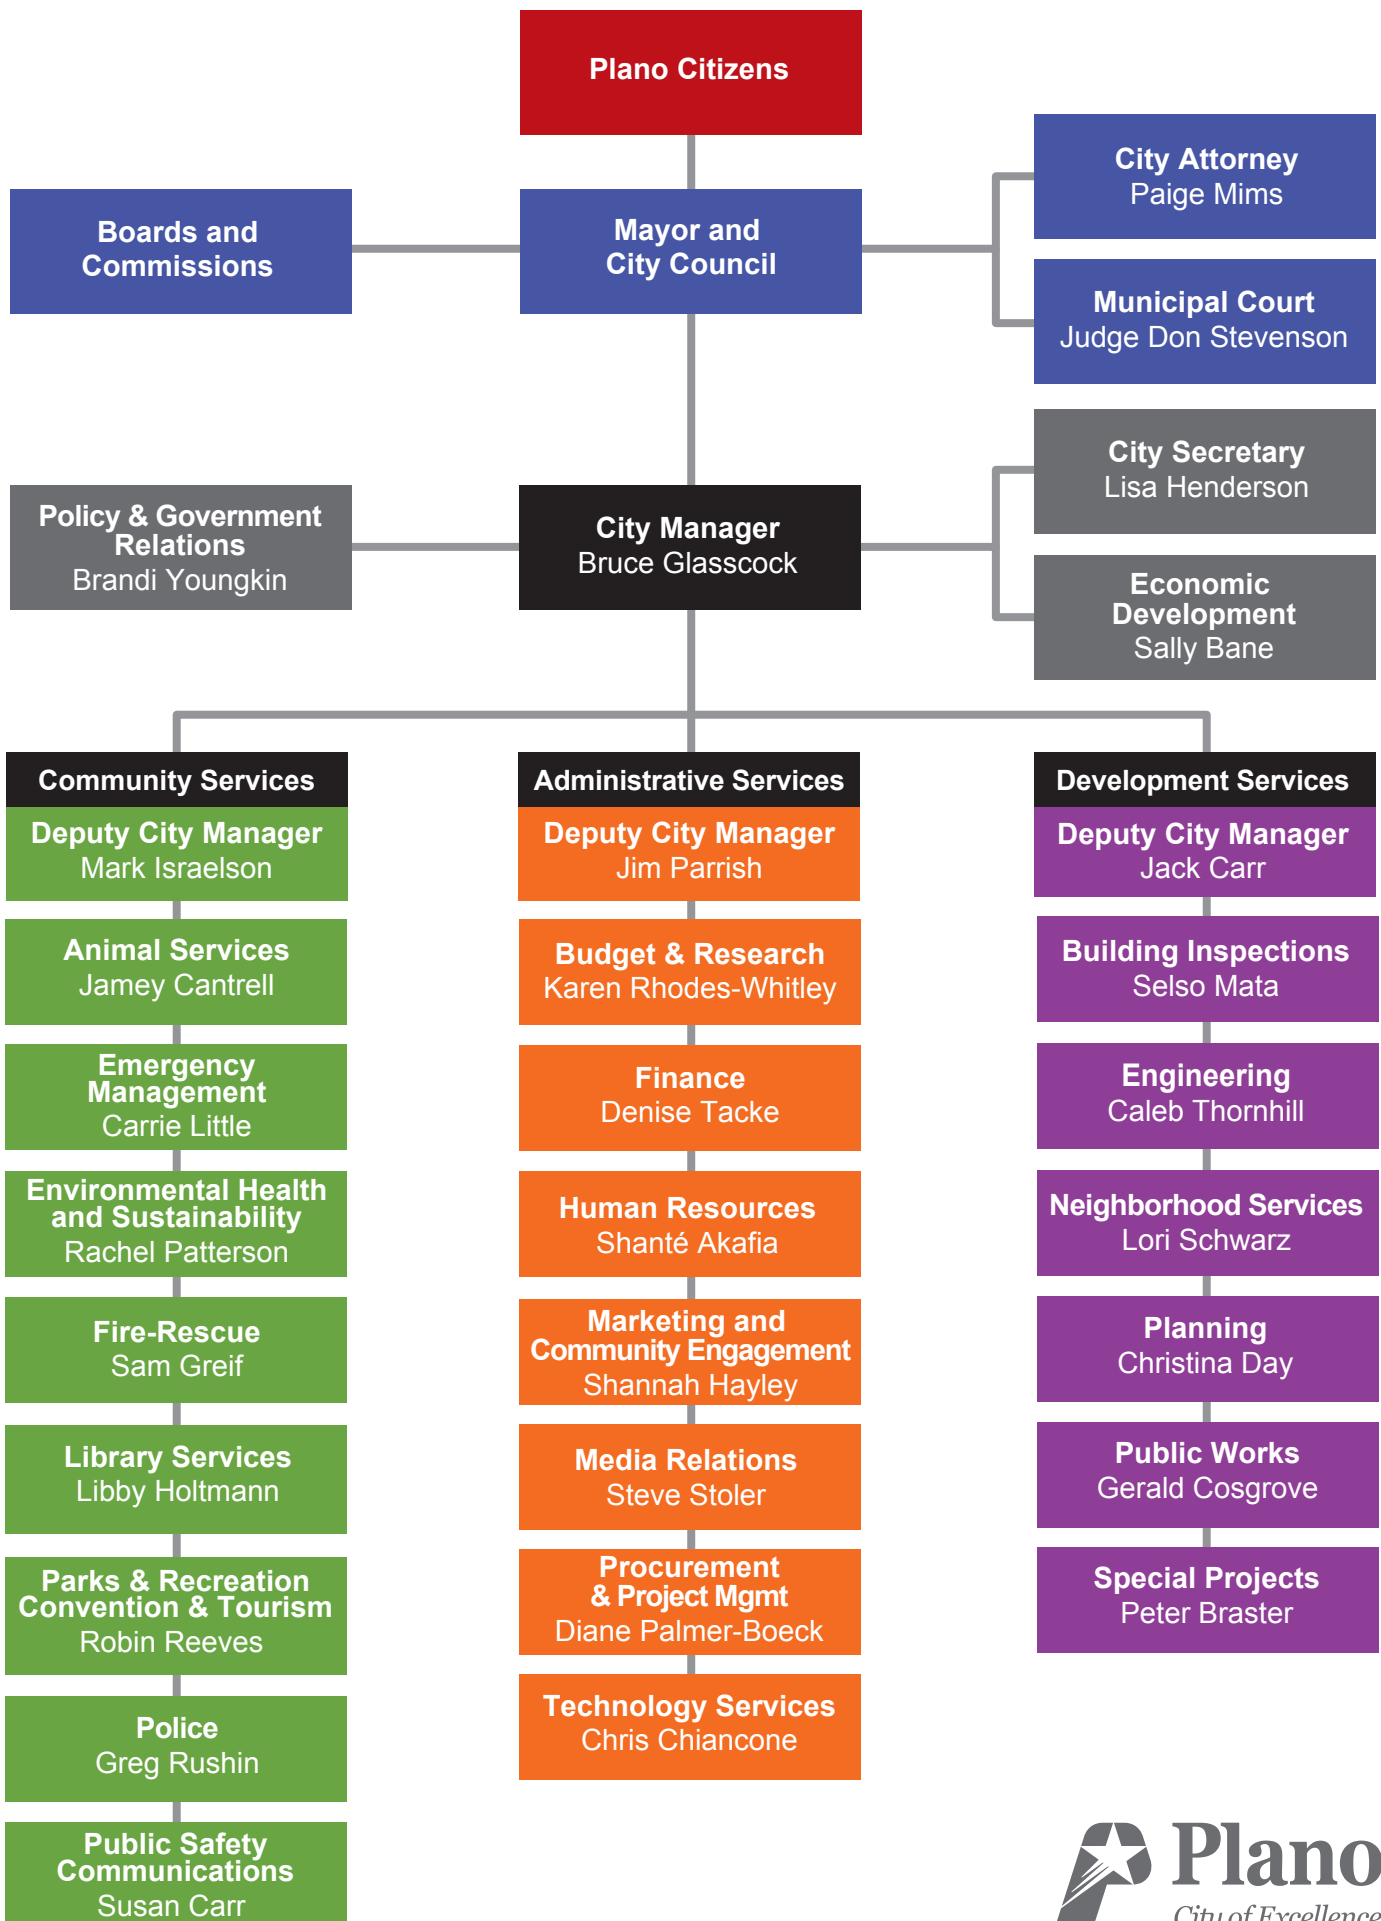 Plano Citizens
Boards and
Commissions
Mayor and
City Council
City Attorney
Paige Mims
Municipal Court
Judge Don Stevenson
Policy & Government
Relations
Brandi Youngkin
City Manager
Bruce Glasscock
City Secretary
Lisa Henderson
Economic
Development
Sally Bane
Community Services
Deputy City Manager
Mark Israelson
Animal Services
Jamey Cantrell
Emergency
Management
Carrie Little
Environmental Health
and Sustainability
Rachel Patterson
Fire-Rescue
Sam Greif
Library Services
Libby Holtmann
Parks & Recreation
Convention & Tourism
Robin Reeves
Police
Greg Rushin
Public Safety
Communications
Susan Carr
Administrative Services
Deputy City Manager
Jim Parrish
Budget & Research
Karen Rhodes-Whitley
Finance
Denise Tacke
Human Resources
Shanté Akafia
Marketing and
Community Engagement
Shannah Hayley
Media Relations
Steve Stoler
Procurement
& Project Mgmt
Diane Palmer-Boeck
Technology Services
Chris Chiancone
Development Services
Deputy City Manager
Jack Carr
Building Inspections
Selso Mata
Engineering
Caleb Thornhill
Neighborhood Services
Lori Schwarz
Planning
Christina Day
Public Works
Gerald Cosgrove
Special Projects
Peter Braster
Plano
City of Excellence